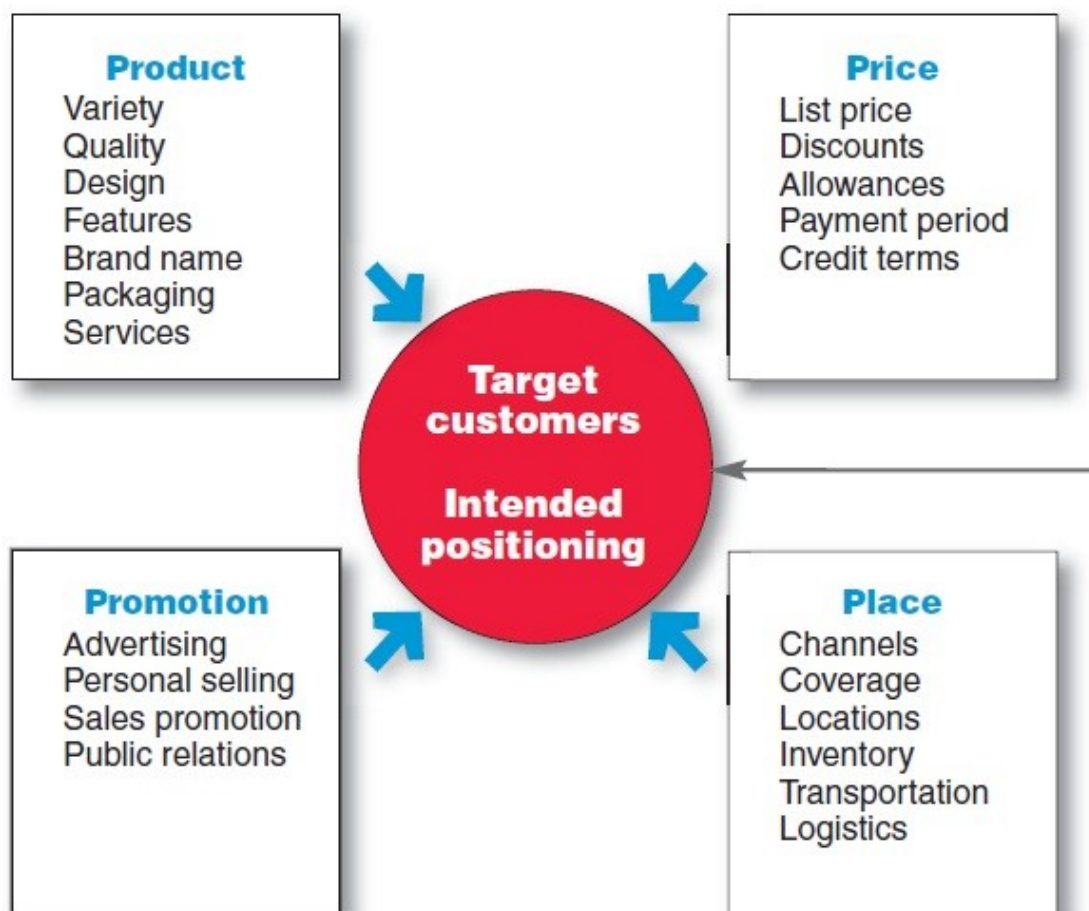 Product
Variety
Quality
Design
Features
Brand name
Packaging
Services
Price
List price
Discounts
Allowances
Payment period
Credit terms
Target
customers
Intended
positioning
Promotion
Advertising
Personal selling
Sales promotion
Public relations
Place
Channels
Coverage
Locations
Inventory
Transportation
Logistics